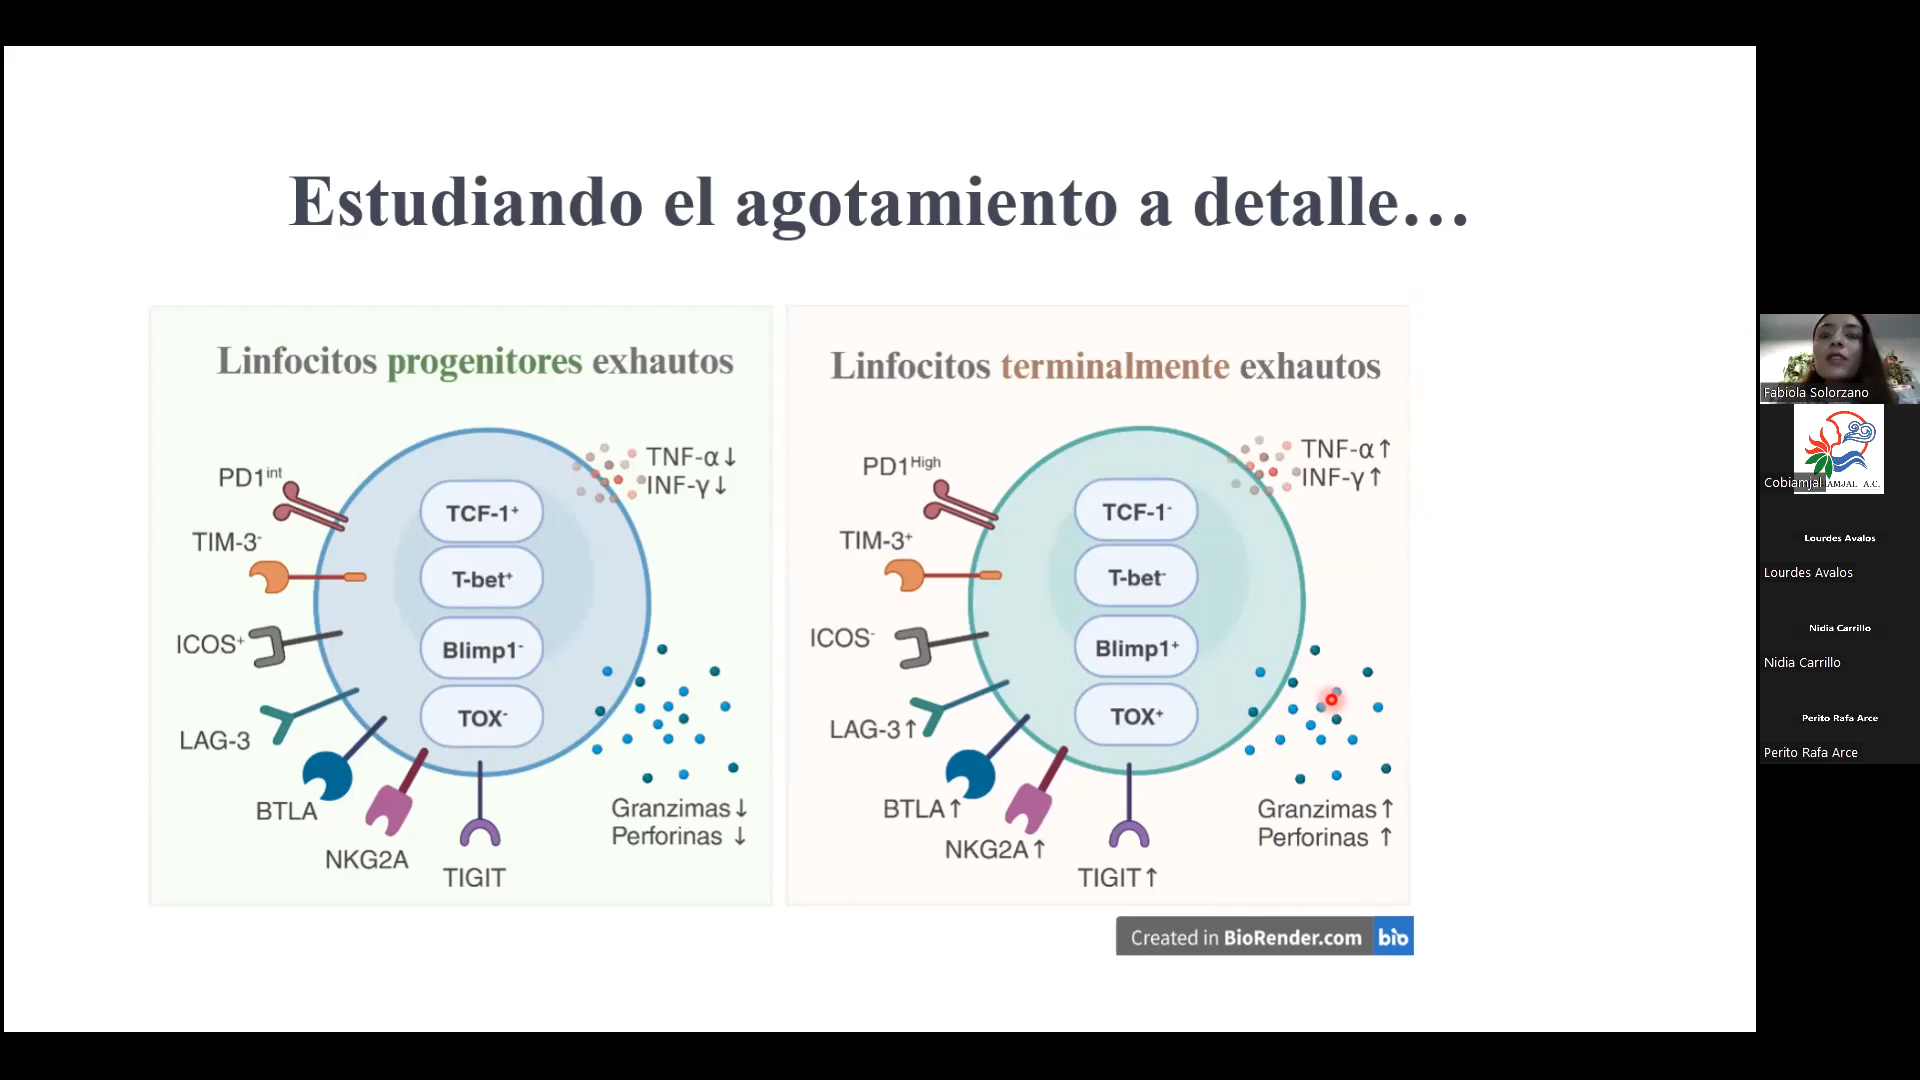 Estudiando el agotamiento a detalle…
Linfocitos progenitores exhautos
PD1int
TNF-α↓
INF-γ↓
TIM-3-
TCF-1+
T-bet+
ICOS+
Blimp1-
LAG-3
TOX-
BTLA
Granzimas↓
Perforinas ↓
NKG2A
TIGIT
Linfocitos terminalmente exhautos
PD1High
TNF-α↑
INF-γ↑
TIM-3+
TCF-1-
T-bet-
ICOS-
Blimp1+
LAG-3↑
TOX+
BTLA↑
Granzimas↑
Perforinas ↑
NKG2A↑
TIGIT↑
Created in BioRender.com bio
Fabiola Solorzano
Cobiamjal
AMJAL A.C.
Lourdes Avalos
Lourdes Avalos
Nidia Carrillo
Nidia Carrillo
Perito Rafa Arce
Perito Rafa Arce